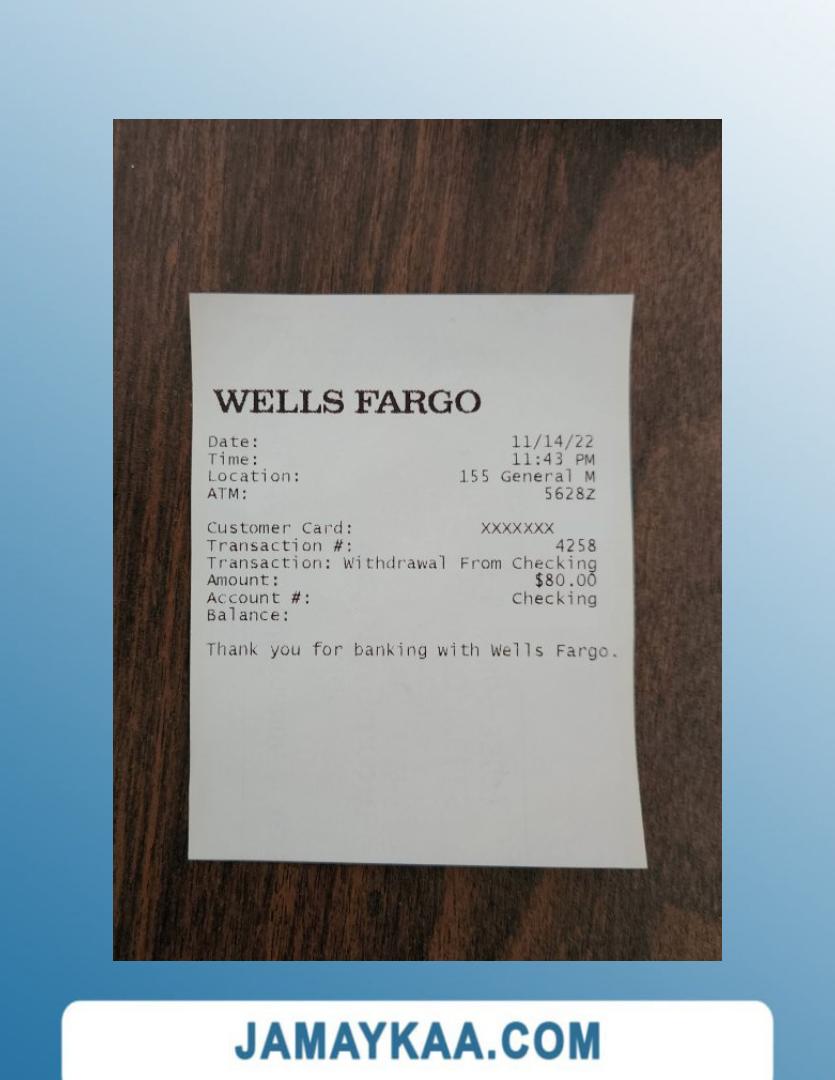 WELLS FARGO
Date: 11/14/22
Time: 11:43 PM
Location: 155 General M
ATM: 5628Z
Customer Card: XXXXXXX
Transaction #: 4258
Transaction: Withdrawal From Checking
Amount: $80.00
Account #: Checking
Balance:
Thank you for banking with Wells Fargo.
JAMAYKAA.COM